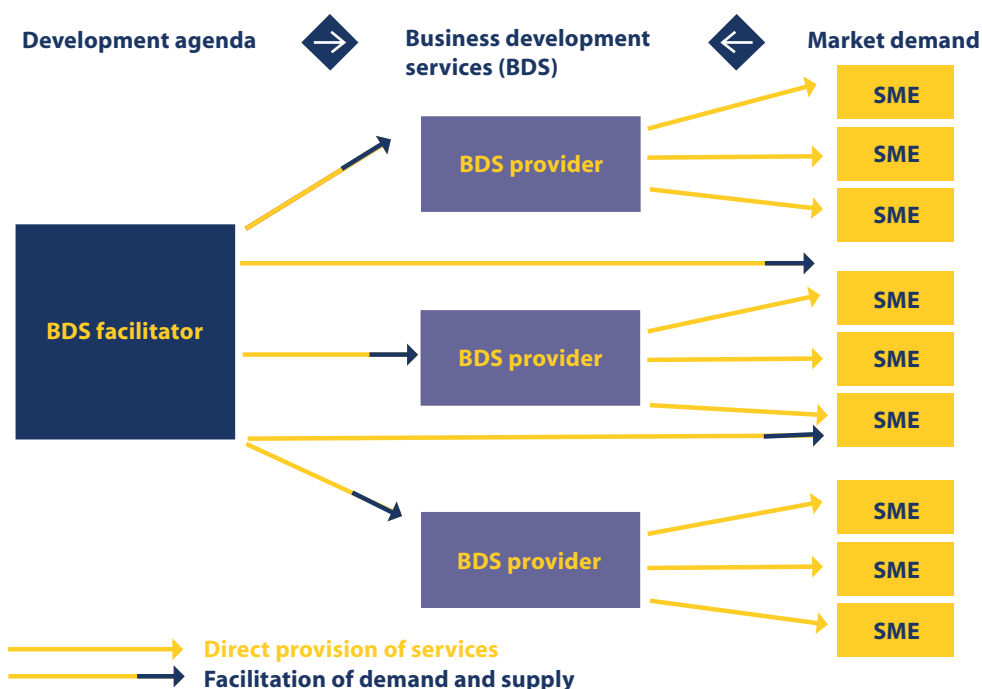 Development agenda
Business development
services (BDS)
Market demand
SME
BDS provider
SME
SME
BDS facilitator
SME
BDS provider
SME
SME
SME
BDS provider
SME
SME
Direct provision of services
Facilitation of demand and supply